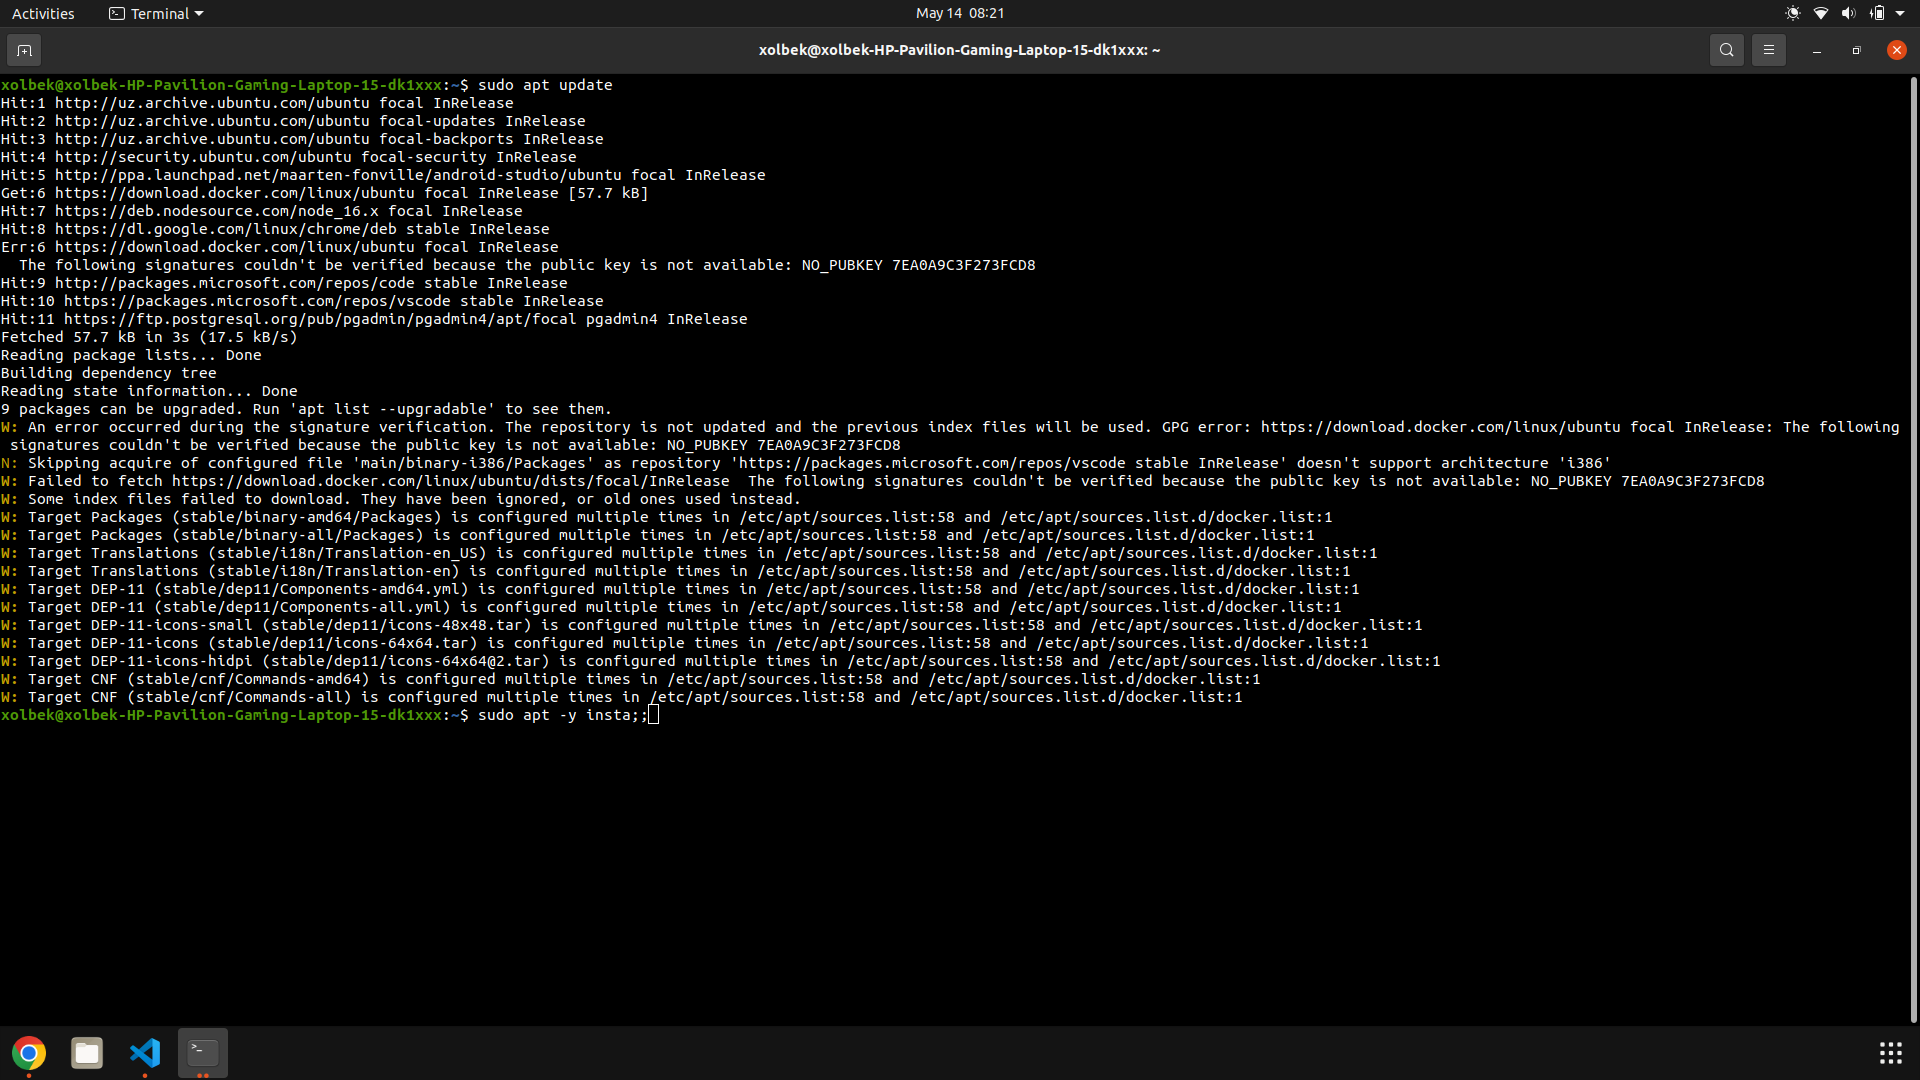 Activities Terminal May 14 08:21
xolbek@xolbek-HP-Pavilion-Gaming-Laptop-15-dk1xxx: ~
xolbek@xolbek-HP-Pavilion-Gaming-Laptop-15-dk1xxx:~$ sudo apt update
Hit:1 http://uz.archive.ubuntu.com/ubuntu focal InRelease
Hit:2 http://uz.archive.ubuntu.com/ubuntu focal-updates InRelease
Hit:3 http://uz.archive.ubuntu.com/ubuntu focal-backports InRelease
Hit:4 http://security.ubuntu.com/ubuntu focal-security InRelease
Hit:5 http://ppa.launchpad.net/maarten-fonville/android-studio/ubuntu focal InRelease
Get:6 https://download.docker.com/linux/ubuntu focal InRelease [57.7 kB]
Hit:7 https://deb.nodesource.com/node_16.x focal InRelease
Hit:8 https://dl.google.com/linux/chrome/deb stable InRelease
Err:6 https://download.docker.com/linux/ubuntu focal InRelease
  The following signatures couldn't be verified because the public key is not available: NO_PUBKEY 7EA0A9C3F273FCD8
Hit:9 http://packages.microsoft.com/repos/code stable InRelease
Hit:10 https://packages.microsoft.com/repos/vscode stable InRelease
Hit:11 https://ftp.postgresql.org/pub/pgadmin/pgadmin4/apt/focal pgadmin4 InRelease
Fetched 57.7 kB in 3s (17.5 kB/s)
Reading package lists... Done
Building dependency tree
Reading state information... Done
9 packages can be upgraded. Run 'apt list --upgradable' to see them.
W: An error occurred during the signature verification. The repository is not updated and the previous index files will be used. GPG error: https://download.docker.com/linux/ubuntu focal InRelease: The following
 signatures couldn't be verified because the public key is not available: NO_PUBKEY 7EA0A9C3F273FCD8
N: Skipping acquire of configured file 'main/binary-i386/Packages' as repository 'https://packages.microsoft.com/repos/vscode stable InRelease' doesn't support architecture 'i386'
W: Failed to fetch https://download.docker.com/linux/ubuntu/dists/focal/InRelease  The following signatures couldn't be verified because the public key is not available: NO_PUBKEY 7EA0A9C3F273FCD8
W: Some index files failed to download. They have been ignored, or old ones used instead.
W: Target Packages (stable/binary-amd64/Packages) is configured multiple times in /etc/apt/sources.list:58 and /etc/apt/sources.list.d/docker.list:1
W: Target Packages (stable/binary-all/Packages) is configured multiple times in /etc/apt/sources.list:58 and /etc/apt/sources.list.d/docker.list:1
W: Target Translations (stable/i18n/Translation-en_US) is configured multiple times in /etc/apt/sources.list:58 and /etc/apt/sources.list.d/docker.list:1
W: Target Translations (stable/i18n/Translation-en) is configured multiple times in /etc/apt/sources.list:58 and /etc/apt/sources.list.d/docker.list:1
W: Target DEP-11 (stable/dep11/Components-amd64.yml) is configured multiple times in /etc/apt/sources.list:58 and /etc/apt/sources.list.d/docker.list:1
W: Target DEP-11 (stable/dep11/Components-all.yml) is configured multiple times in /etc/apt/sources.list:58 and /etc/apt/sources.list.d/docker.list:1
W: Target DEP-11-icons-small (stable/dep11/icons-48x48.tar) is configured multiple times in /etc/apt/sources.list:58 and /etc/apt/sources.list.d/docker.list:1
W: Target DEP-11-icons (stable/dep11/icons-64x64.tar) is configured multiple times in /etc/apt/sources.list:58 and /etc/apt/sources.list.d/docker.list:1
W: Target DEP-11-icons-hidpi (stable/dep11/icons-64x64@2.tar) is configured multiple times in /etc/apt/sources.list:58 and /etc/apt/sources.list.d/docker.list:1
W: Target CNF (stable/cnf/Commands-amd64) is configured multiple times in /etc/apt/sources.list:58 and /etc/apt/sources.list.d/docker.list:1
W: Target CNF (stable/cnf/Commands-all) is configured multiple times in /etc/apt/sources.list:58 and /etc/apt/sources.list.d/docker.list:1
xolbek@xolbek-HP-Pavilion-Gaming-Laptop-15-dk1xxx:~$ sudo apt -y insta;;